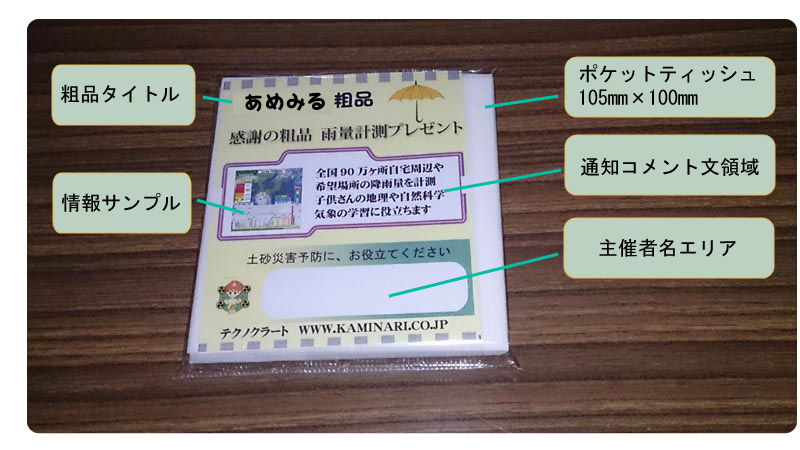 粗品タイトル
情報サンプル
ポケットティッシュ
105mm×100mm
通知コメント文領域
主催者名エリア
あめみる 粗品
感謝の粗品 雨量計測プレゼント
全国90万ヶ所自宅周辺や
希望場所の降雨量を計測
子供さんの地理や自然科学
気象の学習に役立ちます
土砂災害予防に、お役立てください
テクノクラート WWW.KAMINARI.CO.JP